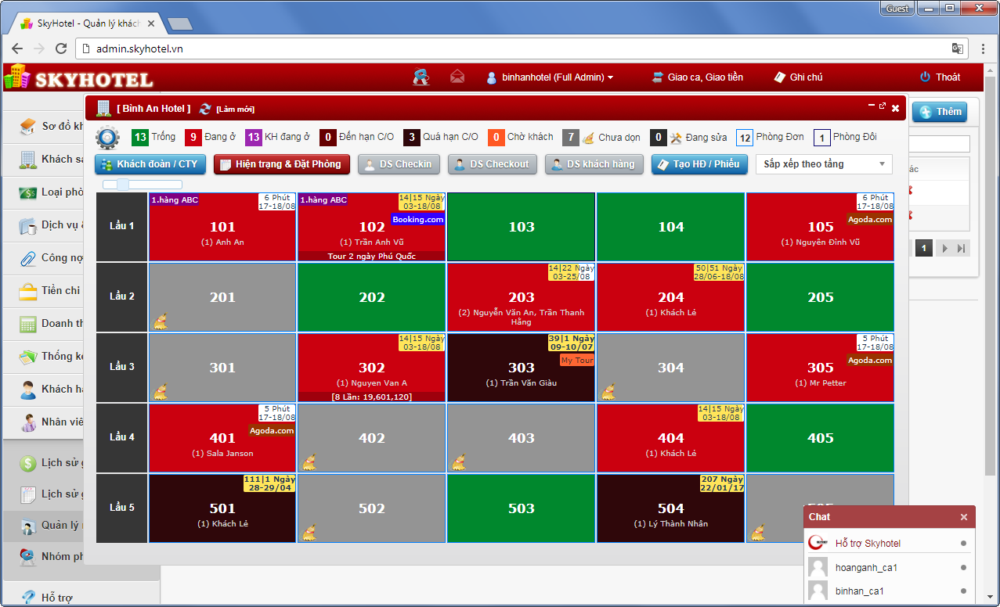 Guest
SkyHotel - Quản lý khách
admin.skyhotel.vn
SKYHOTEL
binhanhotel (Full Admin)
Giao ca, Giao tiền
Ghi chú
Thoát
[ Bình An Hotel ]
[Làm mới]
Thêm
13 Trống
9 Đang ở
13 KH đang ở
0 Đến hạn C/O
3 Quá hạn C/O
0 Chờ khách
7 Chưa dọn
0 Đang sửa
12 Phòng Đơn
1 Phòng Đôi
Khách đoàn / CTY
Hiện trạng & Đặt Phòng
DS Checkin
DS Checkout
DS khách hàng
Tạo HĐ / Phiếu
Sắp xếp theo tầng
Sơ đồ kh
Khách sạ
Loại phò
Dịch vụ &
Công nợ
Tiền chi
Doanh th
Thống kê
Khách hà
Nhân viê
Lịch sử g
Lịch sử g
Quản lý n
Nhóm ph
Hỗ trợ
ác
1
Lầu 1
1.hàng ABC
6 Phút
17-18/08
101
(1) Anh An
1.hàng ABC
14|15 Ngày
03-18/08
Booking.com
102
(1) Trần Anh Vũ
Tour 2 ngày Phú Quốc
103
104
6 Phút
17-18/08
Agoda.com
105
(1) Nguyên Đình Vũ
Lầu 2
201
202
14|22 Ngày
03-25/08
203
(2) Nguyễn Văn An, Trần Thanh
Hằng
50|51 Ngày
28/06-18/08
204
(1) Khách Lẻ
205
Lầu 3
301
14|15 Ngày
03-18/08
302
(1) Nguyen Van A
[8 Lần: 19,601,120]
39|1 Ngày
09-10/07
My Tour
303
(1) Trần Văn Giàu
304
5 Phút
17-18/08
Agoda.com
305
(1) Mr Petter
Lầu 4
5 Phút
17-18/08
Agoda.com
401
(1) Sala Janson
402
403
14|15 Ngày
03-18/08
404
(1) Khách Lẻ
405
Lầu 5
111|1 Ngày
28-29/04
501
(1) Khách Lẻ
502
503
207 Ngày
22/01/17
504
(1) Lý Thành Nhân
Chat
Hỗ trợ Skyhotel
hoanganh_ca1
binhan_ca1